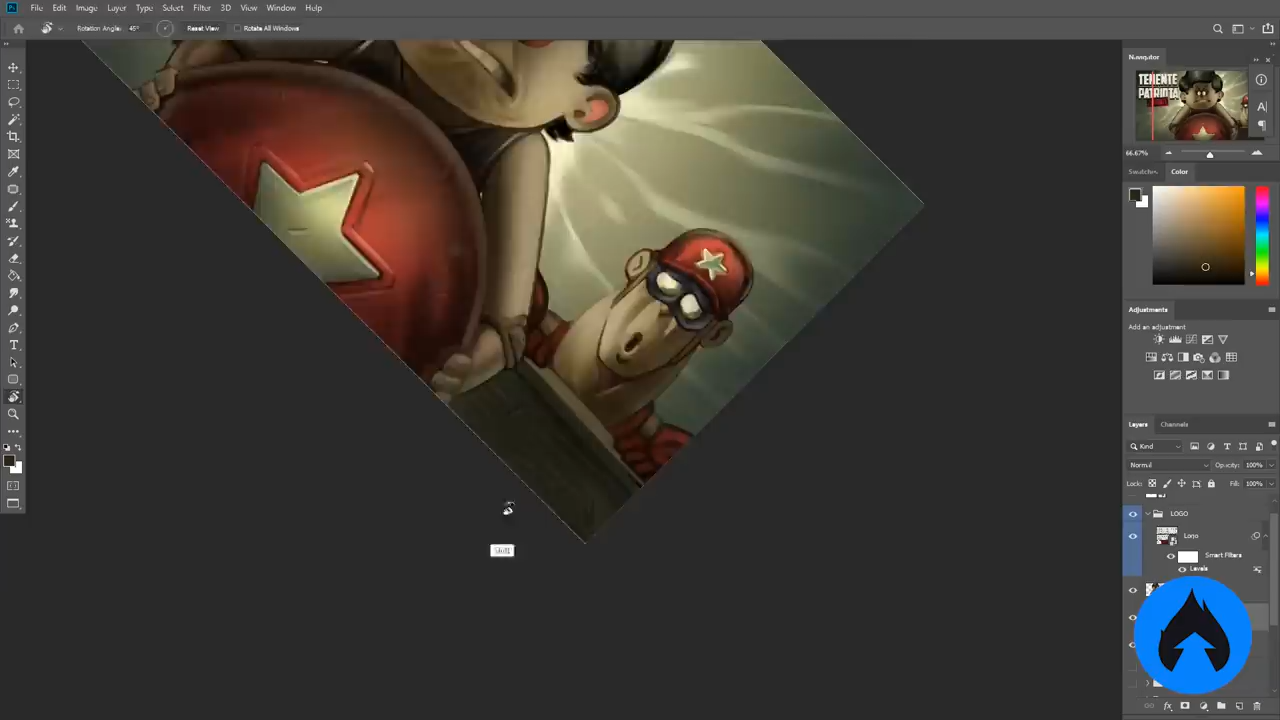 File Edit Image Layer Type Select Filter 3D View Window Help
Rotation Angle: 45° Reset View Rotate All Windows
Navigator
TENENTE
PATRIOTA
66.67%
Swatches Color
Adjustments
Add an adjustment
Layers Channels
Kind
Normal Opacity: 100%
Lock: Fill: 100%
LOGO
Logo
Smart Filters
Levels
Shift